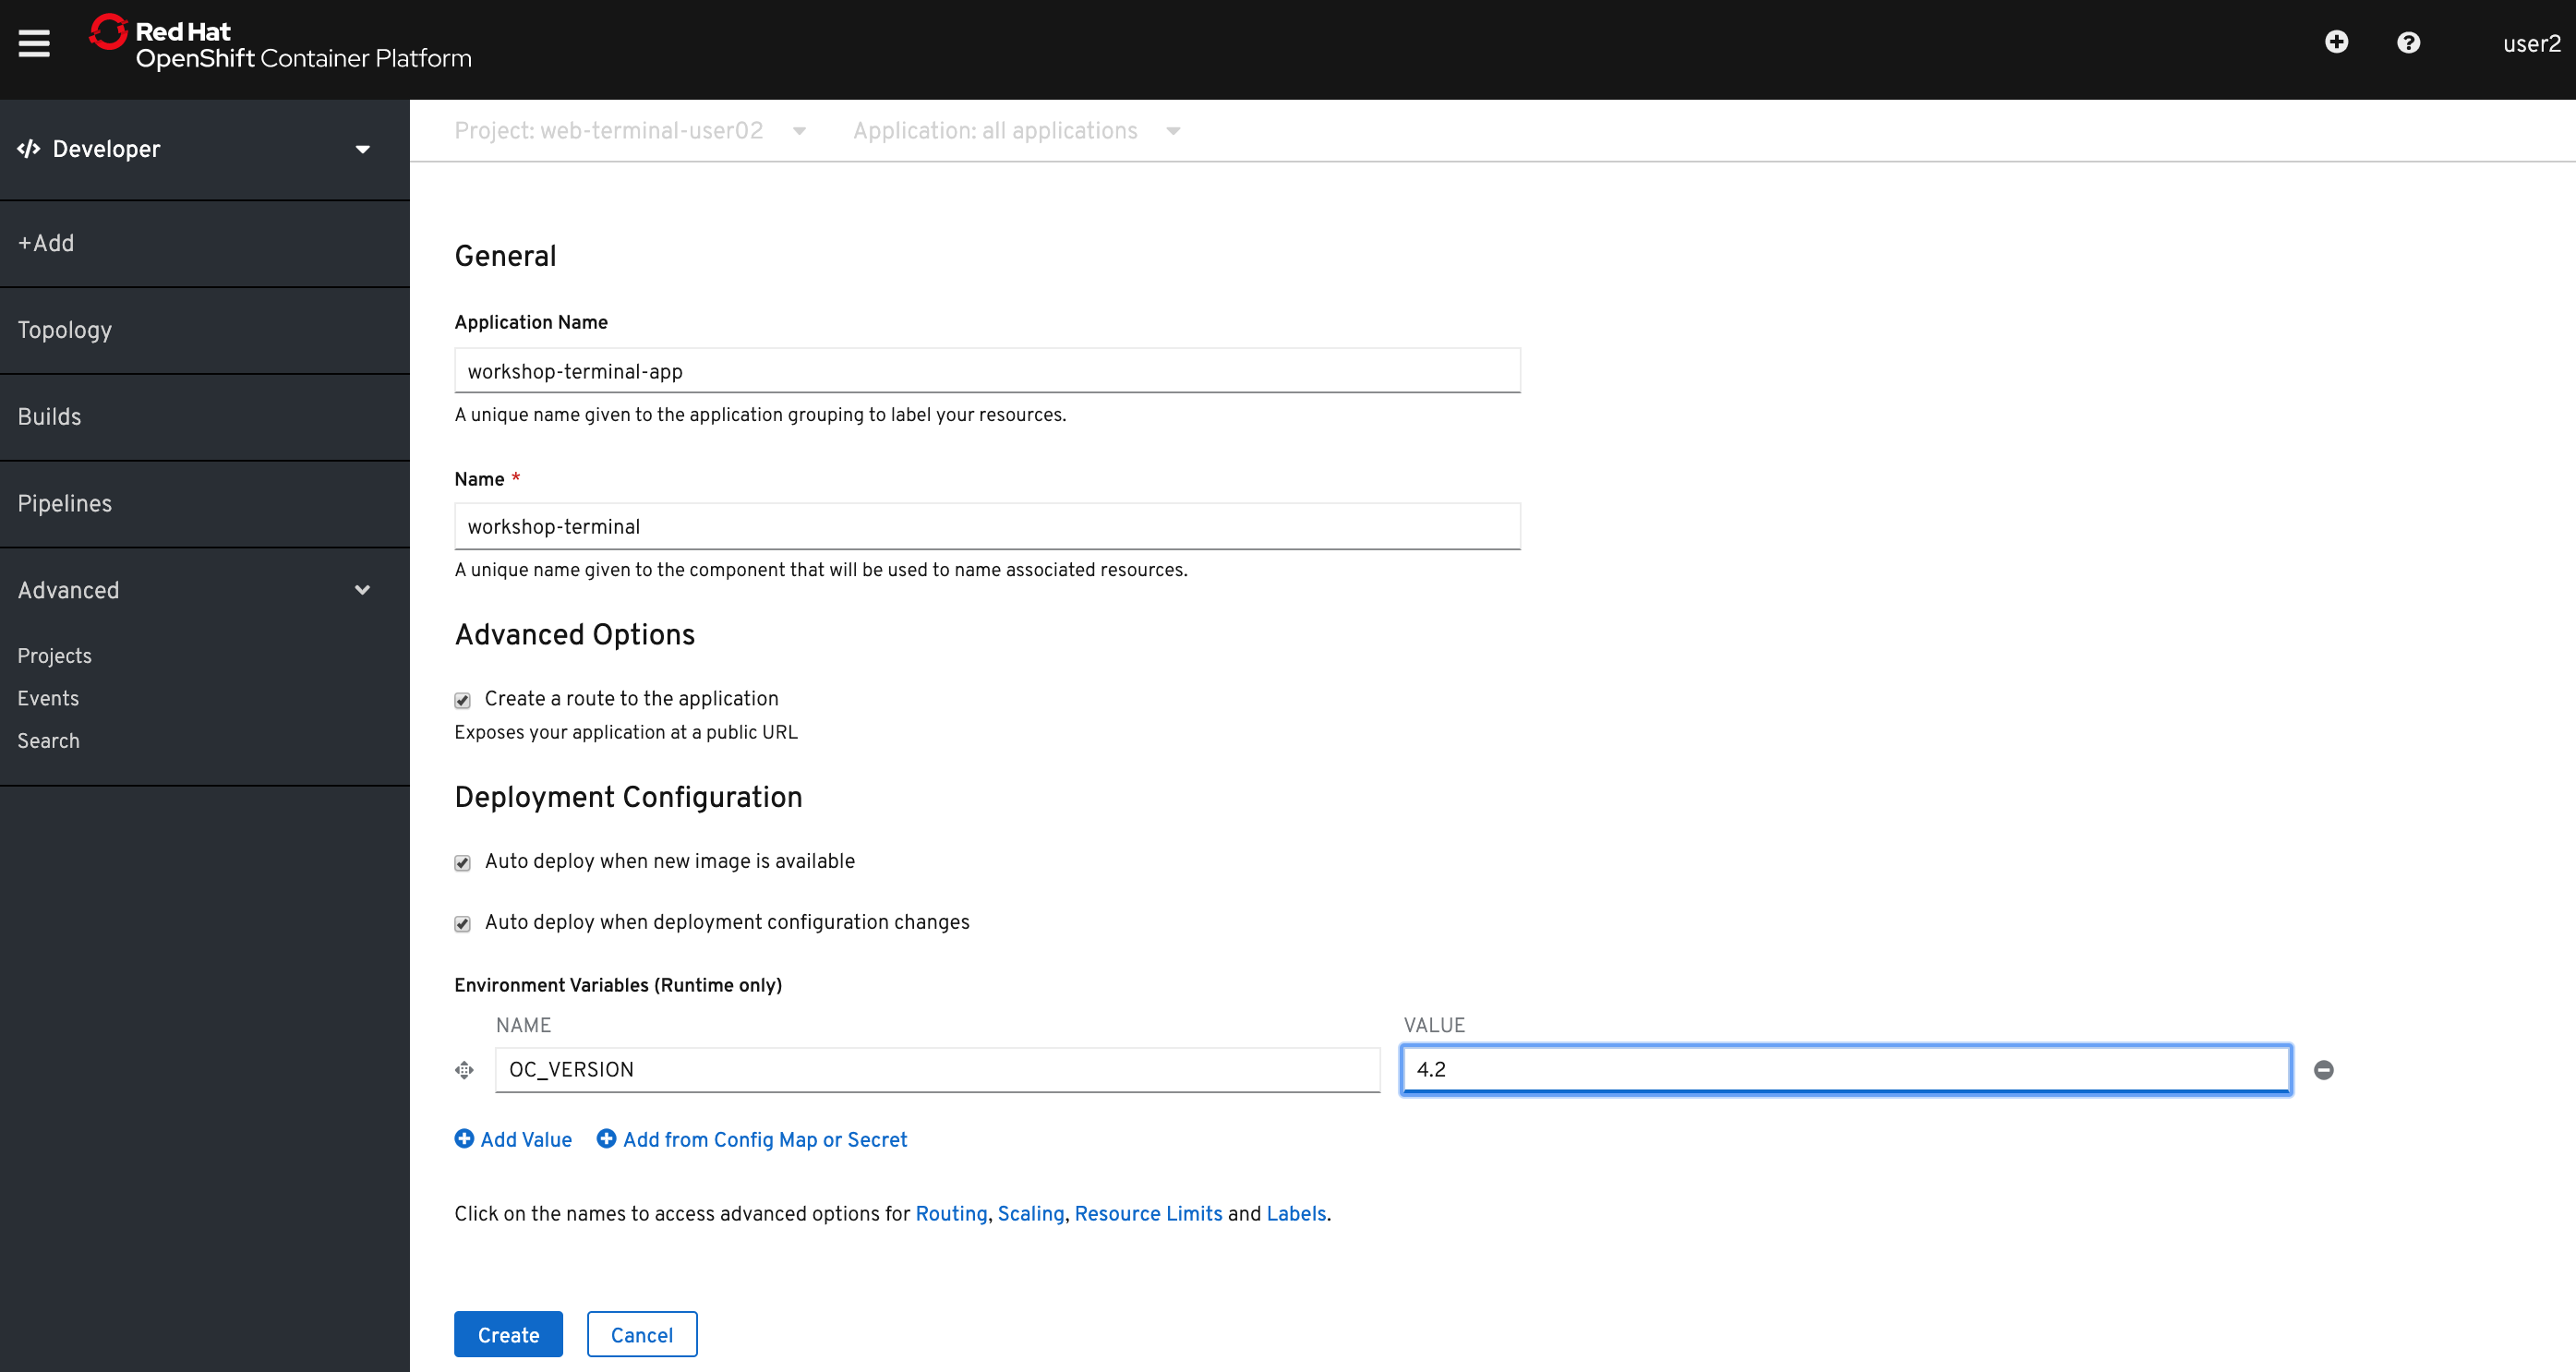 Red Hat
OpenShift Container Platform
user2
Developer
Project: web-terminal-user02
Application: all applications
+Add
Topology
Builds
Pipelines
Advanced
Projects
Events
Search
General
Application Name
workshop-terminal-app
A unique name given to the application grouping to label your resources.
Name *
workshop-terminal
A unique name given to the component that will be used to name associated resources.
Advanced Options
Create a route to the application
Exposes your application at a public URL
Deployment Configuration
Auto deploy when new image is available
Auto deploy when deployment configuration changes
Environment Variables (Runtime only)
NAME
VALUE
OC_VERSION
4.2
Add Value
Add from Config Map or Secret
Click on the names to access advanced options for Routing, Scaling, Resource Limits and Labels.
Create
Cancel